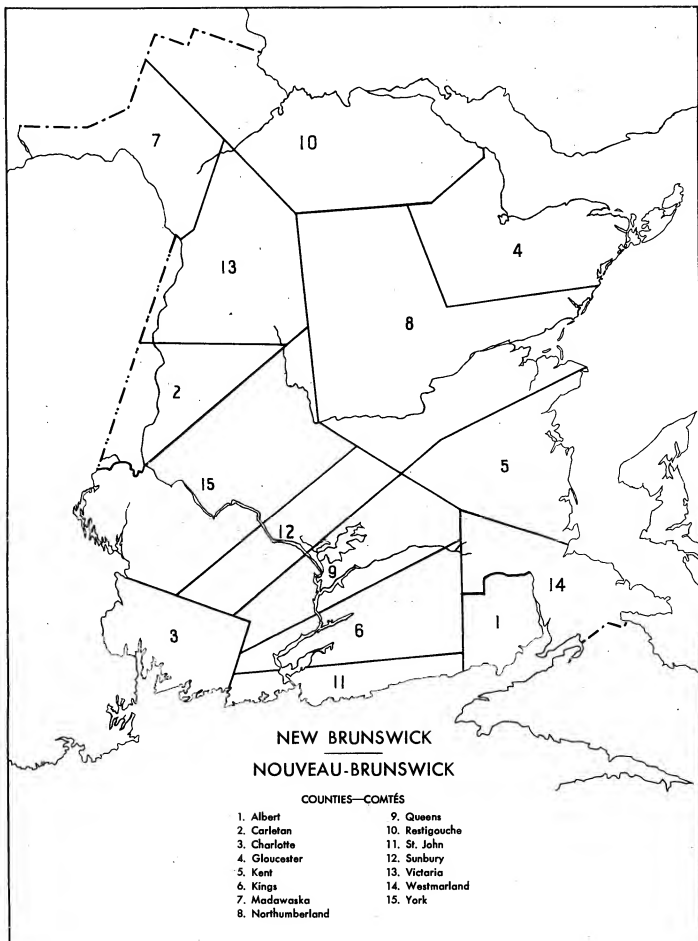 7
10
13
4
8
2
5
15
12
9
14
3
6
1
11
NEW BRUNSWICK
NOUVEAU-BRUNSWICK
COUNTIES—COMTÉS
1. Albert
2. Carletan
3. Charlotte
4. Gloucester
5. Kent
6. Kings
7. Madawaska
8. Northumberland
9. Queens
10. Restigouche
11. St. John
12. Sunbury
13. Victaria
14. Westmarland
15. York